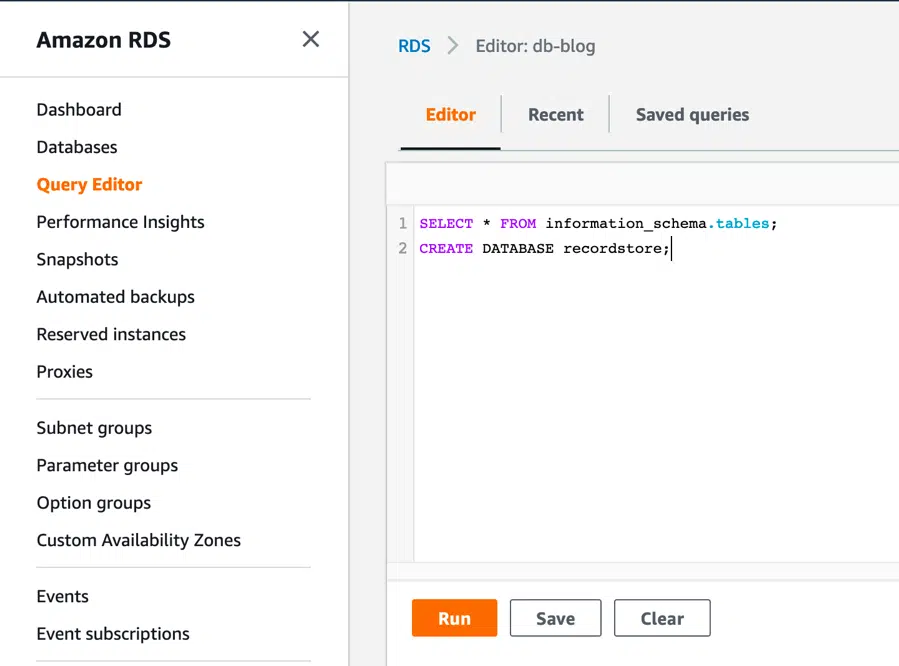 Amazon RDS
Dashboard
Databases
Query Editor
Performance Insights
Snapshots
Automated backups
Reserved instances
Proxies
Subnet groups
Parameter groups
Option groups
Custom Availability Zones
Events
Event subscriptions
RDS > Editor: db-blog
Editor Recent Saved queries
1 SELECT * FROM information_schema.tables;
2 CREATE DATABASE recordstore;
Run Save Clear